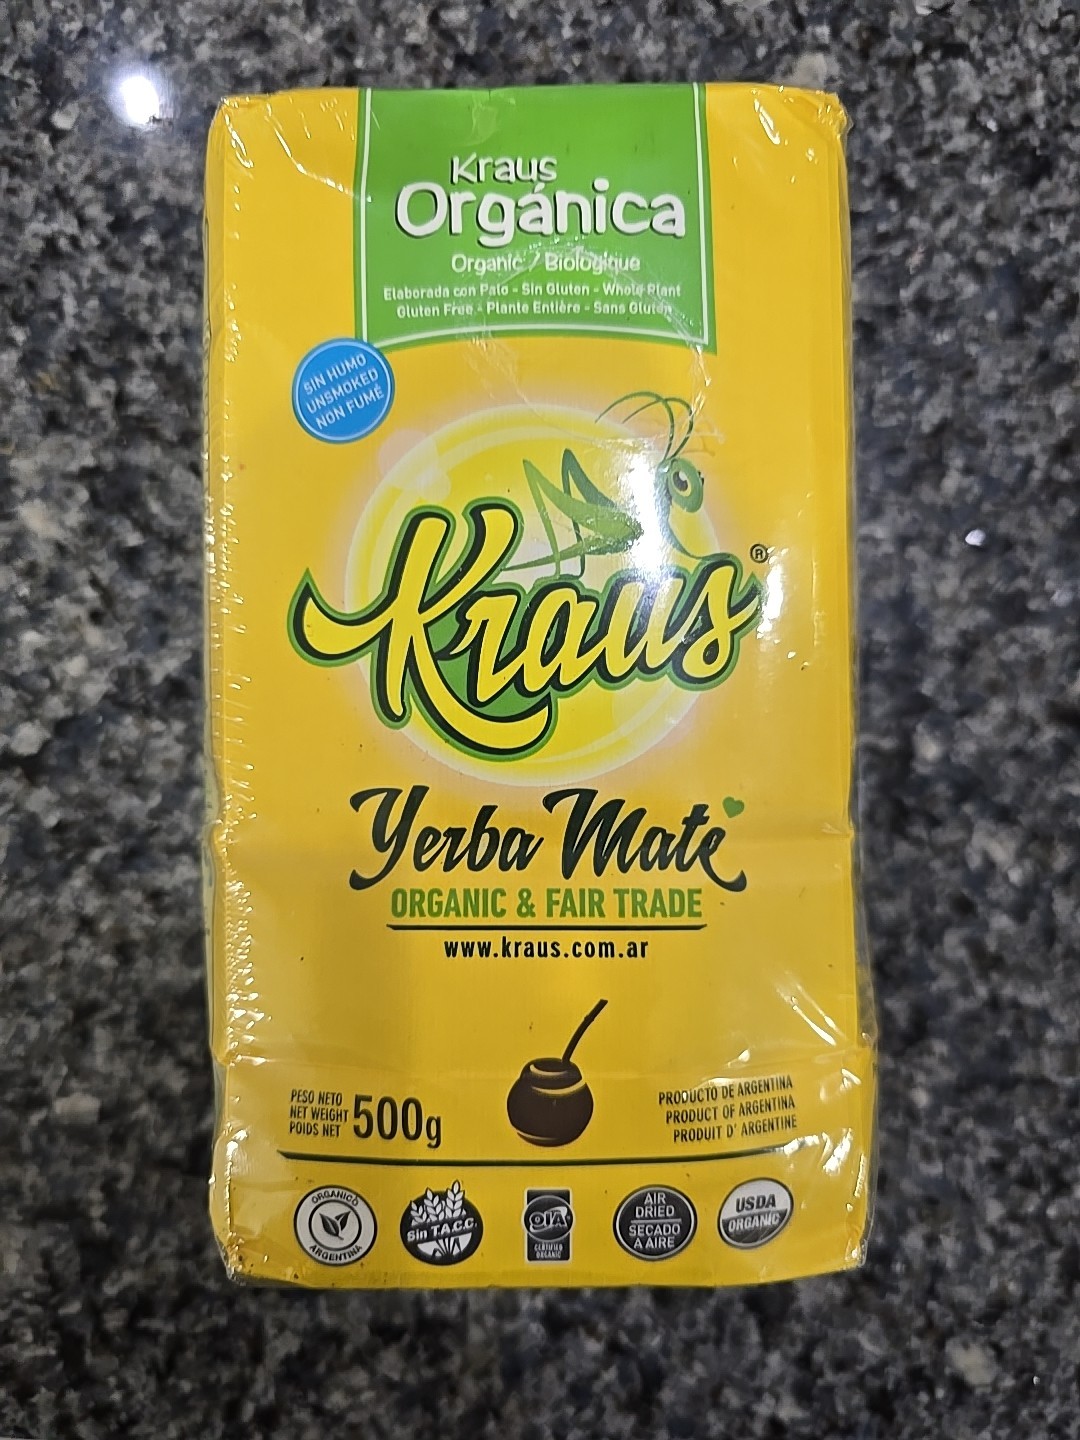 Kraus
Orgánica
Organic / Biologique
Elaborada con Palo - Sin Gluten - Whole Plant
Gluten Free - Plante Entière - Sans Gluten
SIN HUMO
UNSMOKED
NON FUMÉ
Kraus®
Yerba Mate
ORGANIC & FAIR TRADE
www.kraus.com.ar
PESO NETO
NET WEIGHT
POIDS NET
500g
PRODUCTO DE ARGENTINA
PRODUCT OF ARGENTINA
PRODUIT D' ARGENTINE
ORGANICO
ARGENTINA
Sin T.A.C.C.
OIA
CERTIFIED
ORGANIC
AIR
DRIED
SECADO
A AIRE
USDA
ORGANIC